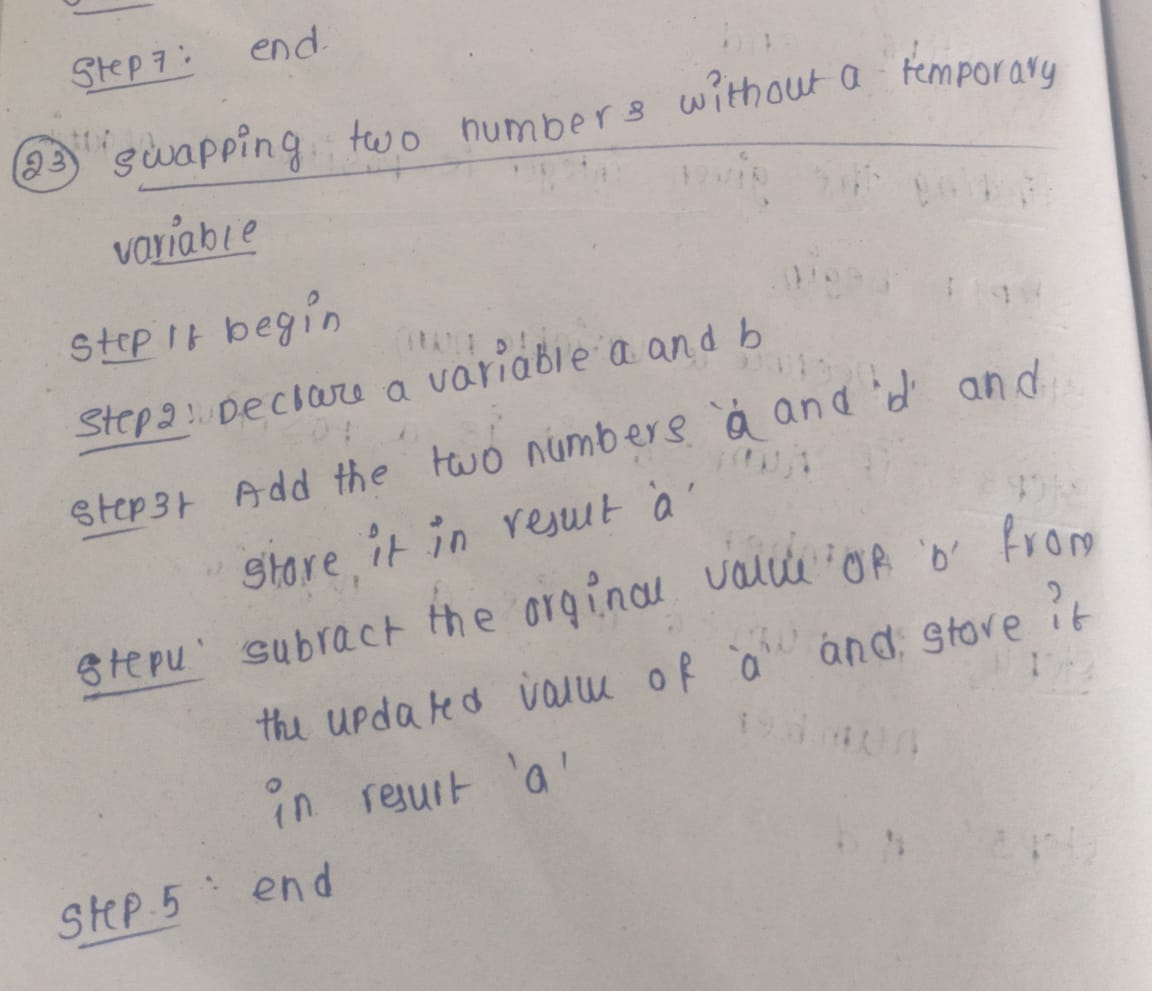 Step 7: end.
23 swapping two numbers without a temporary
variable
Step 1: begin
Step 2: Declare a variable a and b
Step 3: Add the two numbers 'a' and 'd' and
store it in result 'a'
Step 4: subract the orginal value of 'b' from
the updated value of 'a' and store it
in result 'a'
Step.5: end